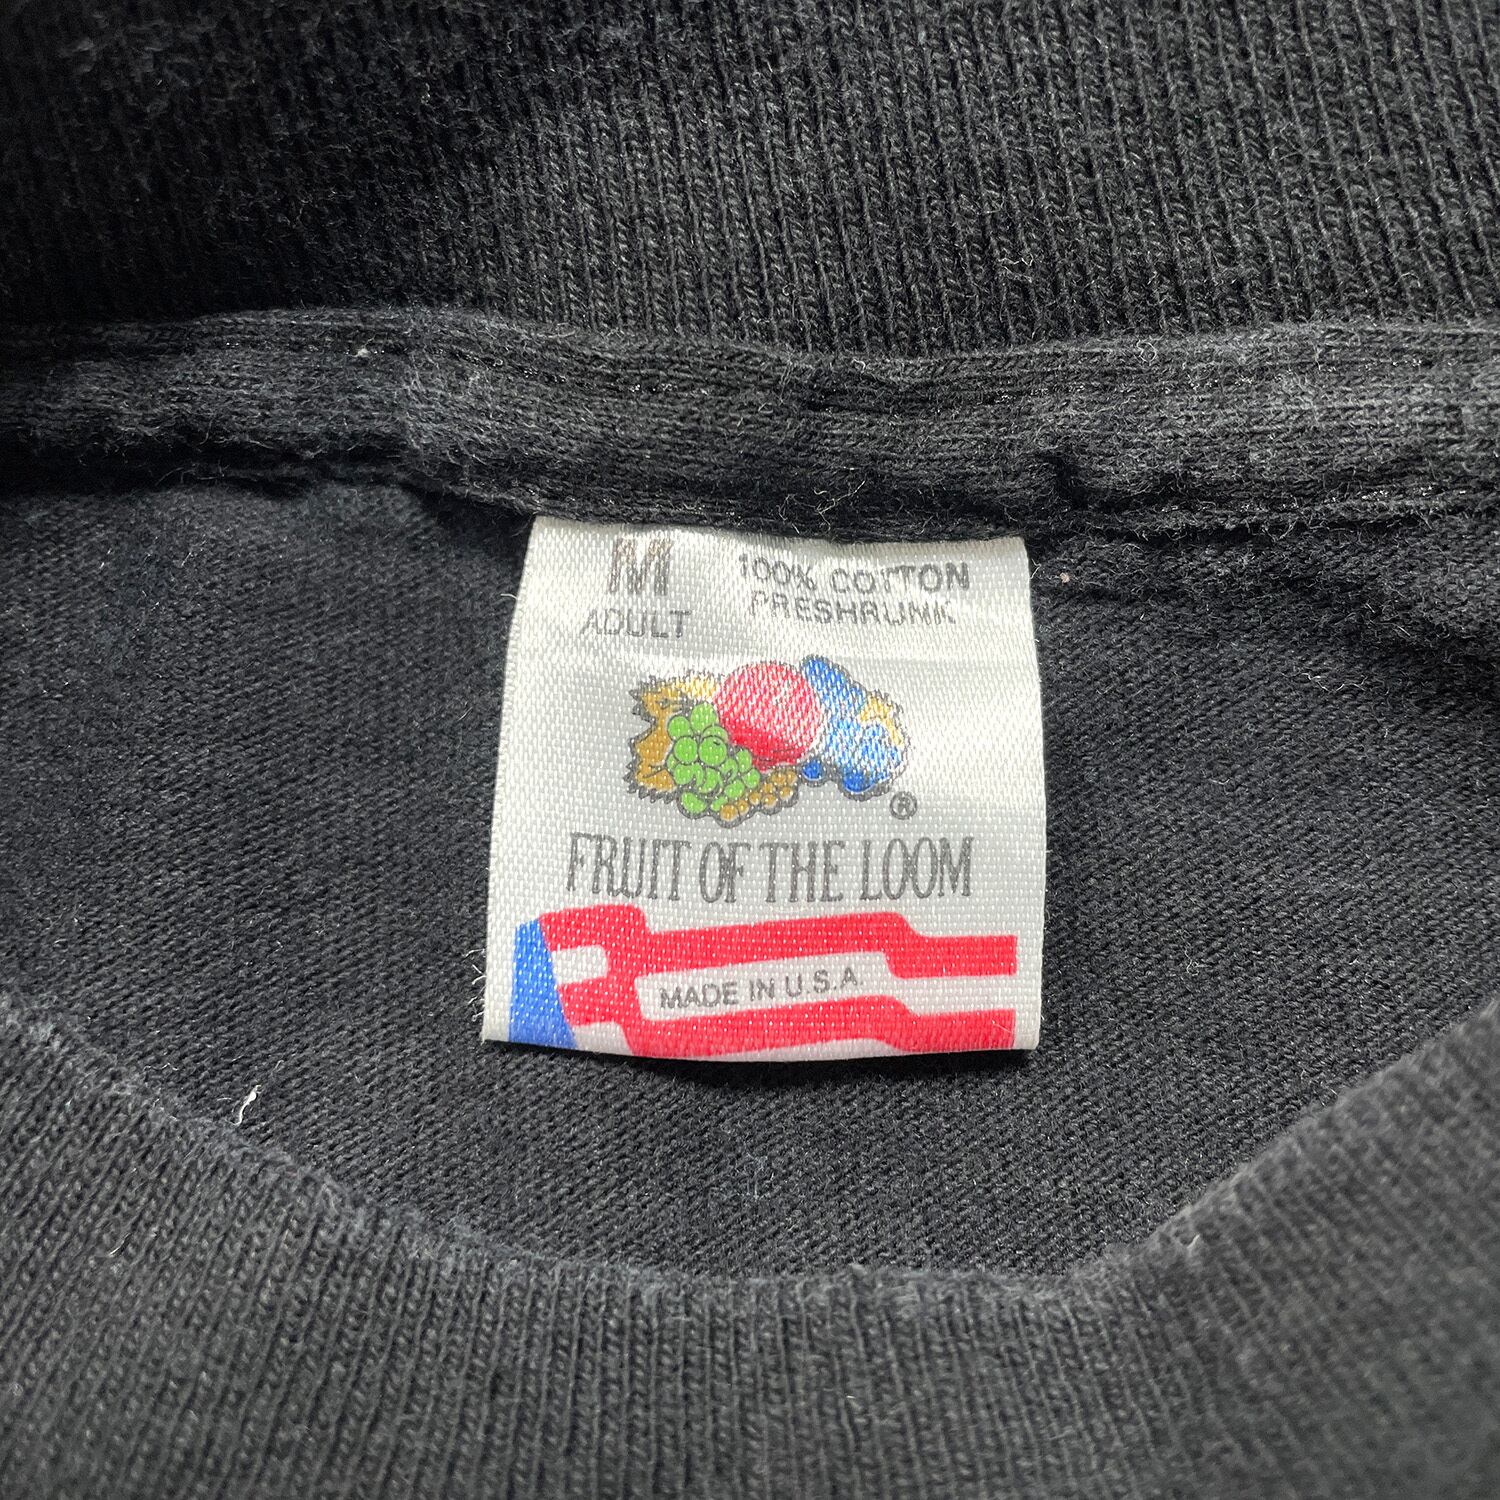 M
ADULT
100% COTTON
PRESHRUNK
®
FRUIT OF THE LOOM
MADE IN U.S.A.